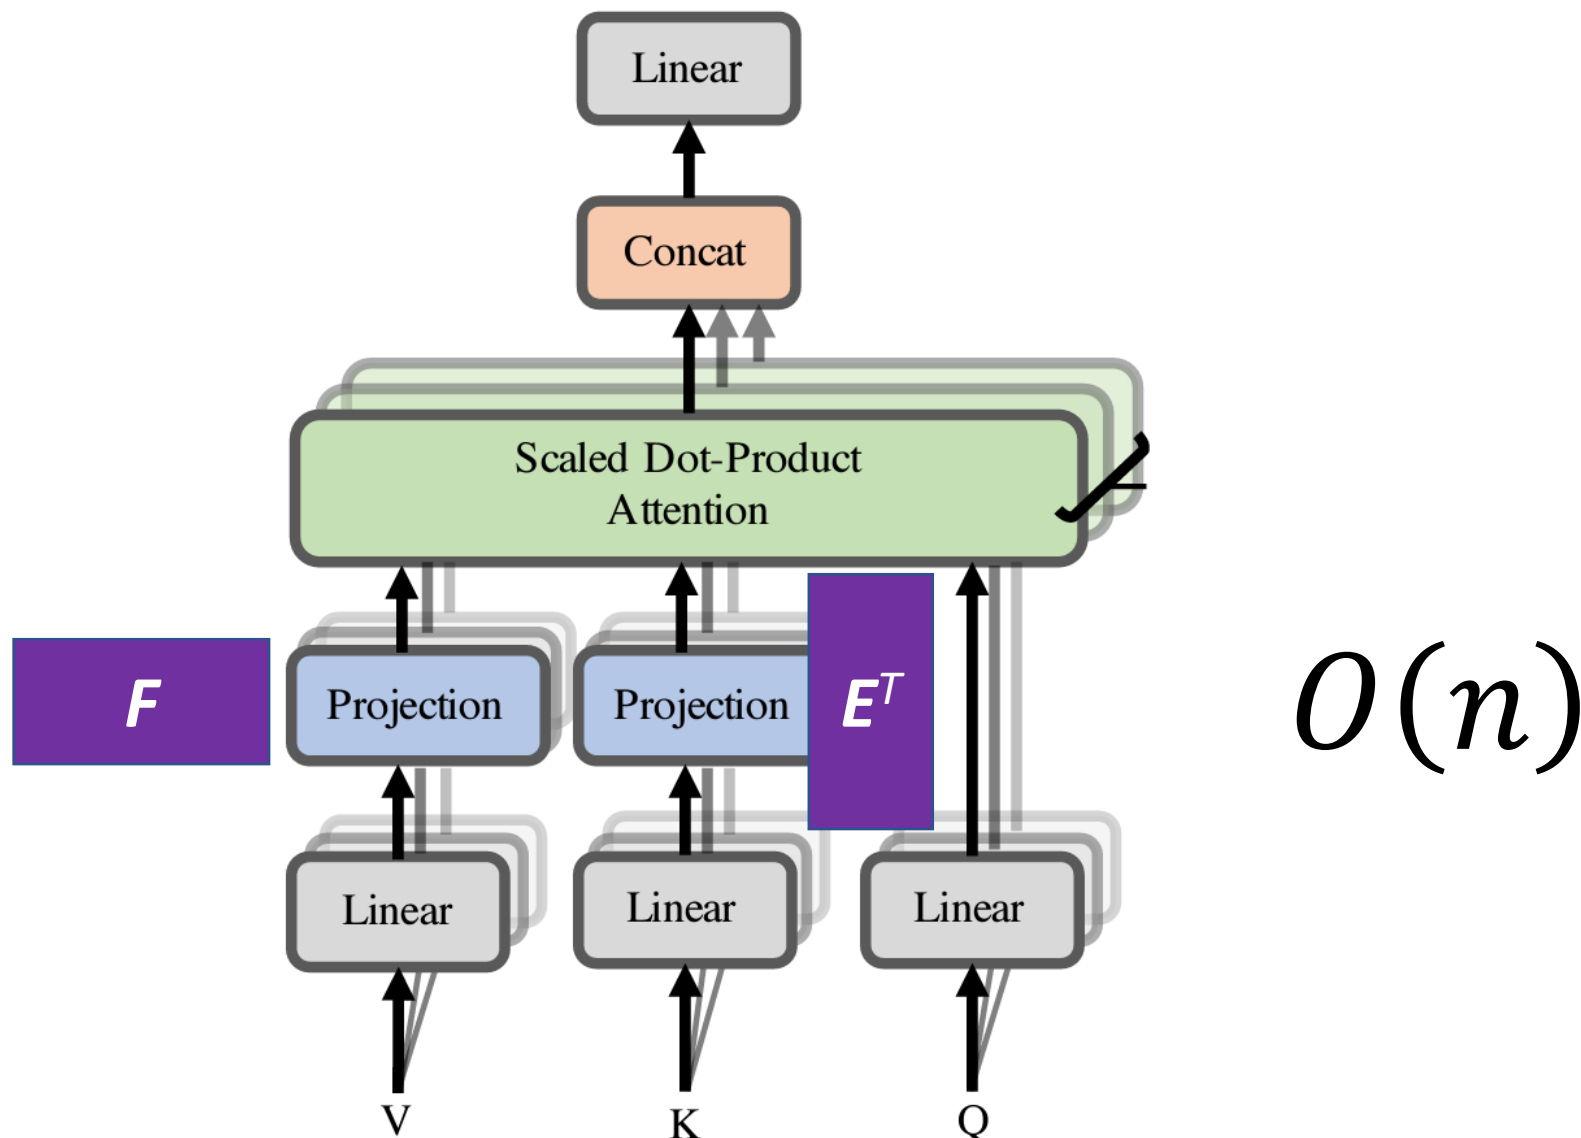 Linear
Concat
Scaled Dot-Product
Attention
F
Projection
Projection
E^T
O(n)
Linear
Linear
Linear
V
K
Q